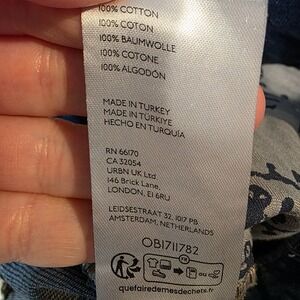 100% COTTON
100% COTON
100% BAUMWOLLE
100% COTONE
100% ALGODÓN
MADE IN TURKEY
MADE IN TÜRKIYE
HECHO EN TURQUÍA
RN 66170
CA 32054
URBN UK Ltd.
146 Brick Lane,
LONDON, E1 6RU
LEIDSESTRAAT 32, 1017 PB
AMSTERDAM, NETHERLANDS
OB1711782
FR
OU
quefairedemesdechets.fr